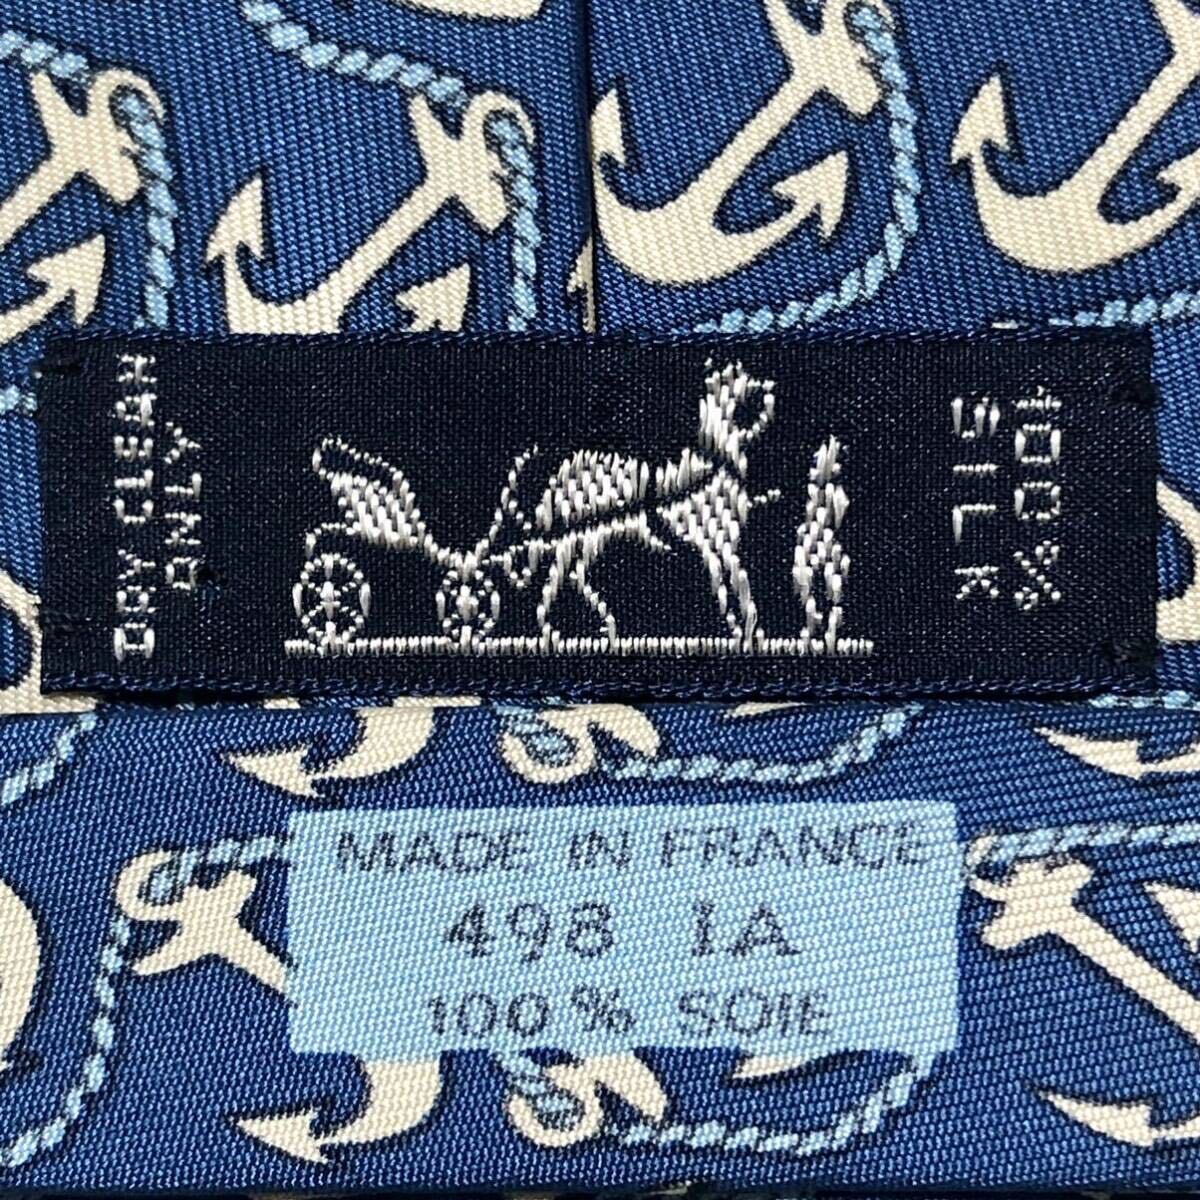 DRY CLEAN
ONLY
100%
SILK
MADE IN FRANCE
498 IA
100% SOIE